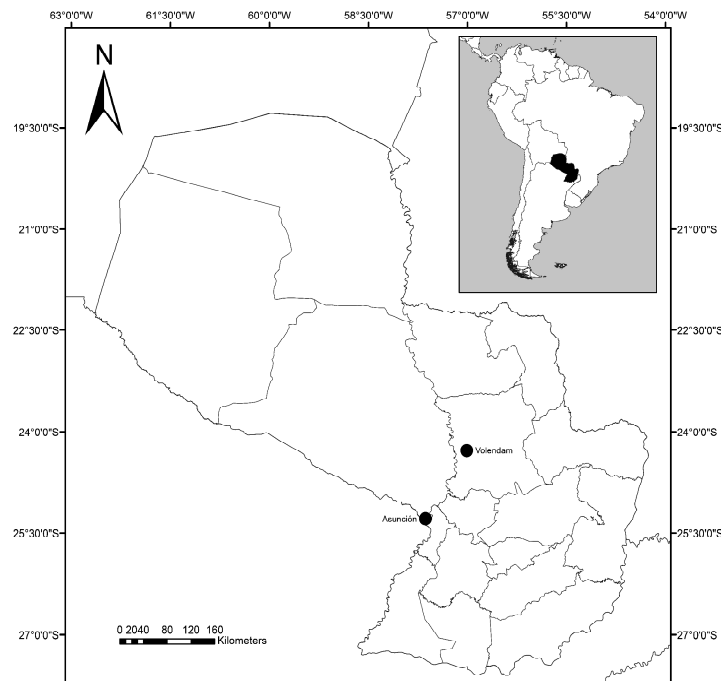 63°0'0"W 61°30'0"W 60°00'0"W 58°30'0"W 57°00'0"W 55°30'0"W 54°0'0"W
N
19°30'0"S 19°30'0"S
21°0'0"S 21°0'0"S
22°30'0"S 22°30'0"S
24°0'0"S 24°0'0"S
Volendam
Asunción
25°30'0"S 25°30'0"S
0 20 40 80 120 160
Kilometers
27°0'0"S 27°0'0"S